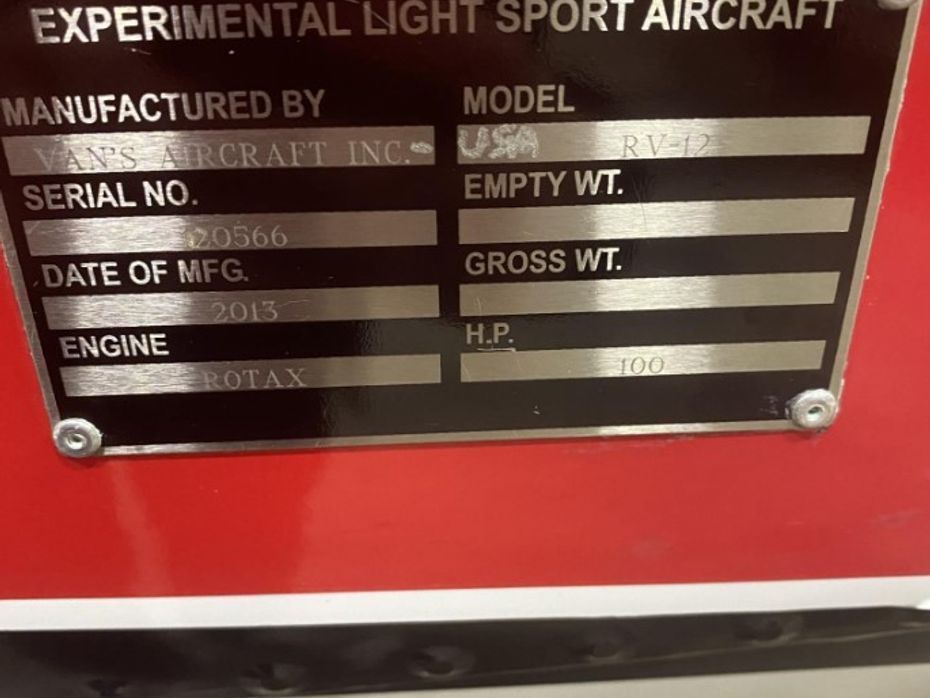 EXPERIMENTAL LIGHT SPORT AIRCRAFT
MANUFACTURED BY MODEL
VAN'S AIRCRAFT INC.- USA RV-12
SERIAL NO. EMPTY WT.
120566
DATE OF MFG. GROSS WT.
2013
ENGINE H.P.
ROTAX 100